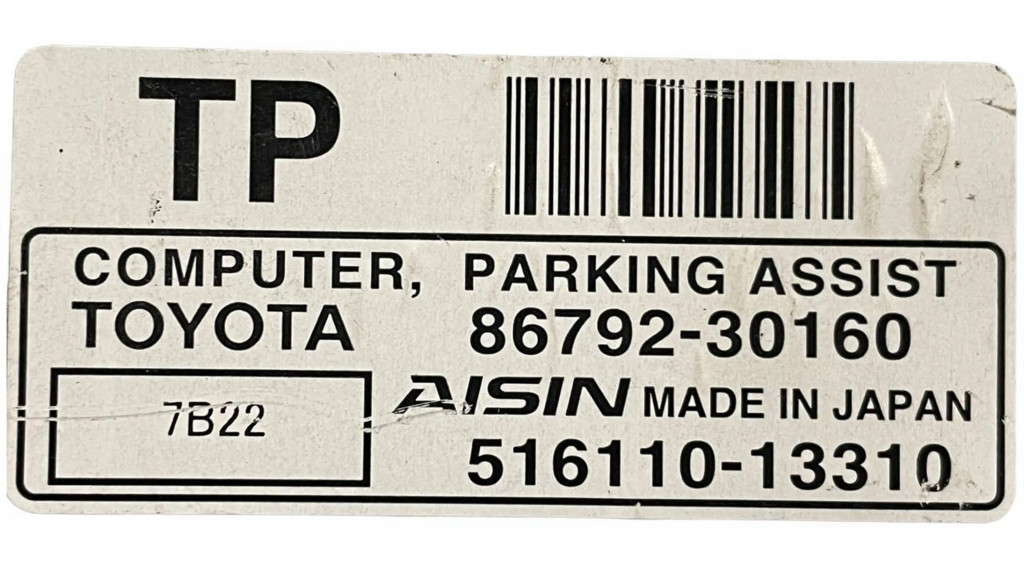 TP
COMPUTER, PARKING ASSIST
TOYOTA 86792-30160
7B22
AISIN MADE IN JAPAN
516110-13310